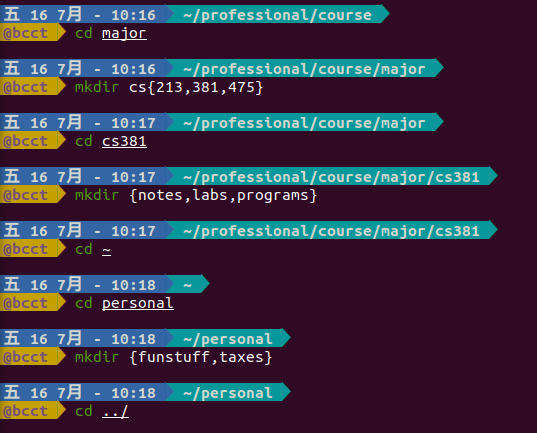 五 16 7月 - 10:16 ~/professional/course
@bcct cd major
五 16 7月 - 10:16 ~/professional/course/major
@bcct mkdir cs{213,381,475}
五 16 7月 - 10:17 ~/professional/course/major
@bcct cd cs381
五 16 7月 - 10:17 ~/professional/course/major/cs381
@bcct mkdir {notes,labs,programs}
五 16 7月 - 10:17 ~/professional/course/major/cs381
@bcct cd ~
五 16 7月 - 10:18 ~
@bcct cd personal
五 16 7月 - 10:18 ~/personal
@bcct mkdir {funstuff,taxes}
五 16 7月 - 10:18 ~/personal
@bcct cd ../